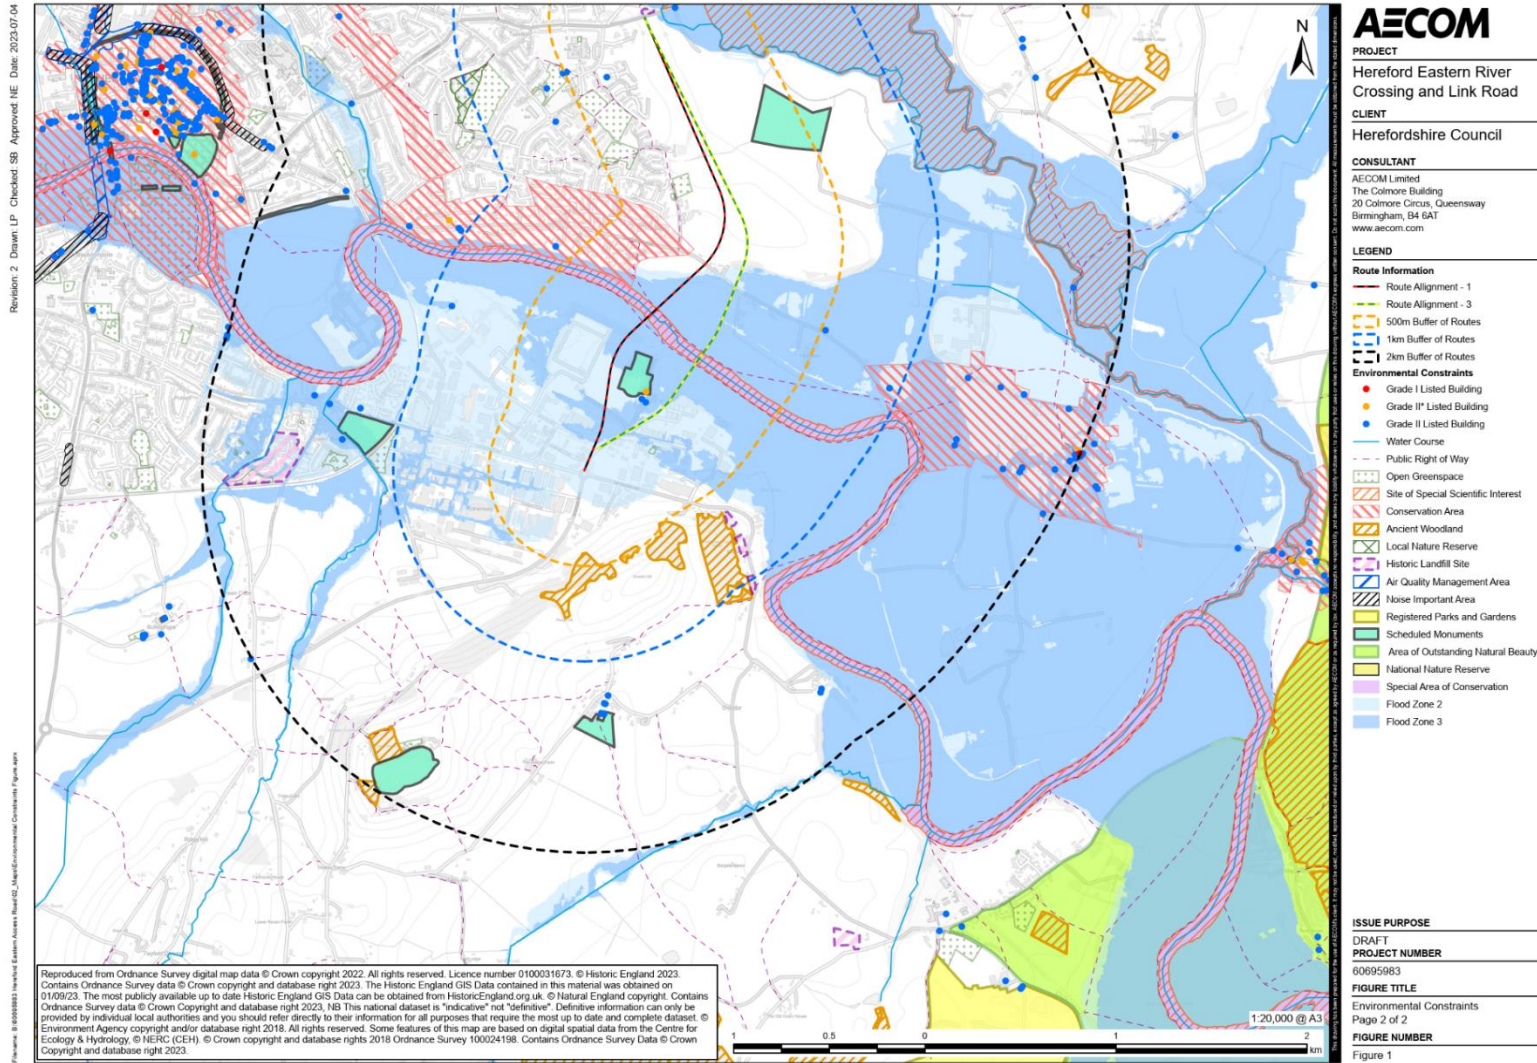 Revision: 2 Drawn: LP Checked: SB Approved: NE Date: 2023-07-04
N
AECOM
PROJECT
Hereford Eastern River
Crossing and Link Road
CLIENT
Herefordshire Council
CONSULTANT
AECOM Limited
The Colmore Building
20 Colmore Circus, Queensway
Birmingham, B4 6AT
www.aecom.com
LEGEND
Route Information
Route Allignment - 1
Route Allignment - 3
500m Buffer of Routes
1km Buffer of Routes
2km Buffer of Routes
Environmental Constraints
Grade I Listed Building
Grade II* Listed Building
Grade II Listed Building
Water Course
Public Right of Way
Open Greenspace
Site of Special Scientific Interest
Conservation Area
Ancient Woodland
Local Nature Reserve
Historic Landfill Site
Air Quality Management Area
Noise Important Area
Registered Parks and Gardens
Scheduled Monuments
Area of Outstanding Natural Beauty
National Nature Reserve
Special Area of Conservation
Flood Zone 2
Flood Zone 3
ISSUE PURPOSE
DRAFT
PROJECT NUMBER
60695983
FIGURE TITLE
Environmental Constraints
Page 2 of 2
FIGURE NUMBER
Figure 1
Reproduced from Ordnance Survey digital map data © Crown copyright 2022. All rights reserved. Licence number 0100031673. © Historic England 2023.
Contains Ordnance Survey data © Crown copyright and database right 2023. The Historic England GIS Data contained in this material was obtained on
01/09/23. The most publicly available up to date Historic England GIS Data can be obtained from HistoricEngland.org.uk. © Natural England copyright. Contains
Ordnance Survey data © Crown Copyright and database right 2023, NB This national dataset is "indicative" not "definitive". Definitive information can only be
provided by individual local authorities and you should refer directly to their information for all purposes that require the most up to date and complete dataset. ©
Environment Agency copyright and/or database right 2018. All rights reserved. Some features of this map are based on digital spatial data from the Centre for
Ecology & Hydrology, © NERC (CEH). © Crown copyright and database rights 2018 Ordnance Survey 100024198. Contains Ordnance Survey Data © Crown
Copyright and database right 2023.
1:20,000 @ A3
1 0.5 0 1 2
km